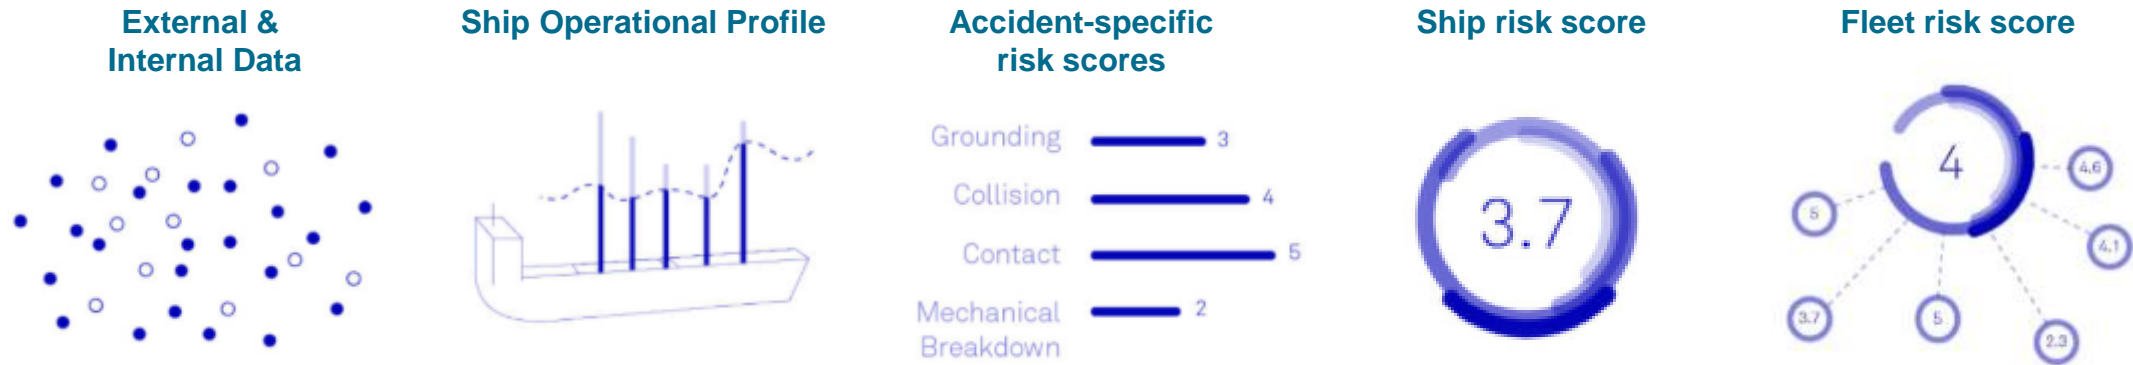 External &
Internal Data
Ship Operational Profile
Accident-specific
risk scores
Ship risk score
Fleet risk score
Grounding 3
Collision 4
Contact 5
Mechanical 2
Breakdown
3.7
4
4.6
5
4.1
3.7
5
2.3